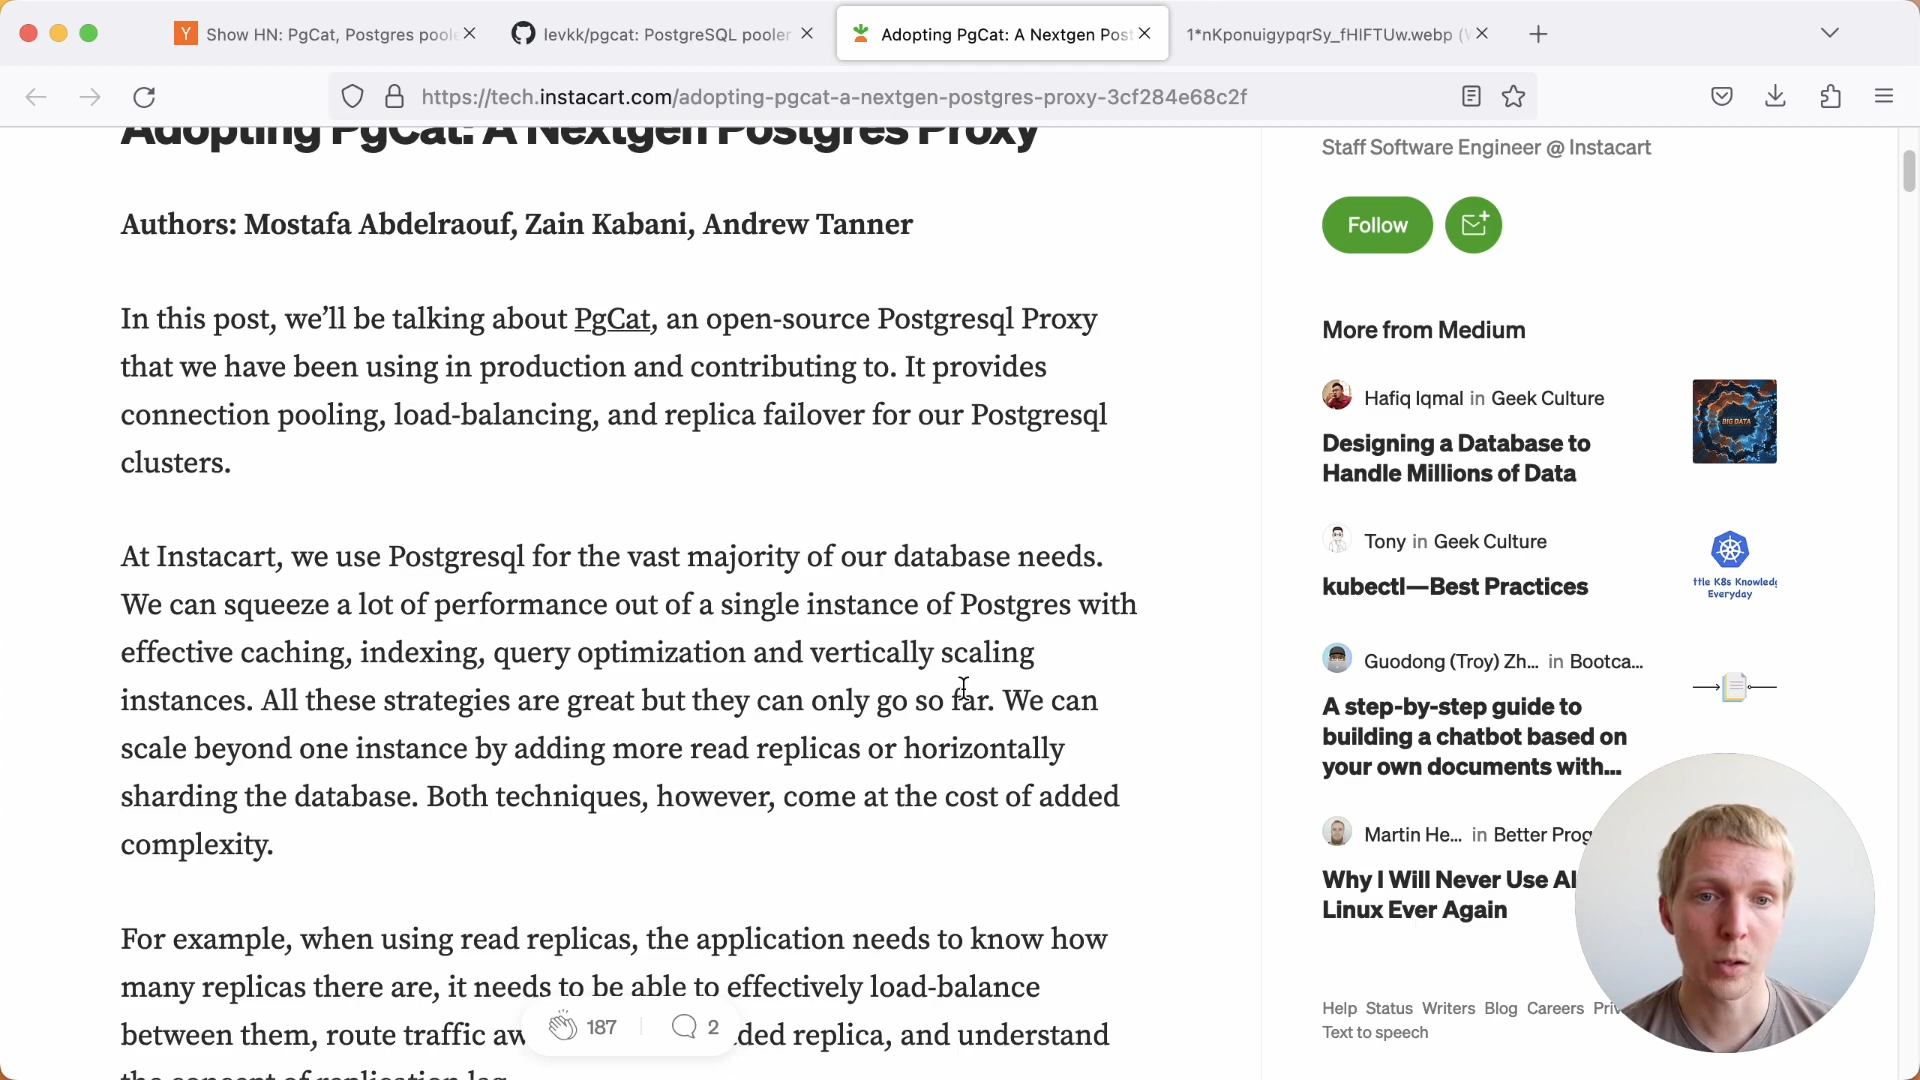 Show HN: PgCat, Postgres poole
levkk/pgcat: PostgreSQL pooler
Adopting PgCat: A Nextgen Post
1*nKponuigypqrSy_fHIFTUw.webp (
https://tech.instacart.com/adopting-pgcat-a-nextgen-postgres-proxy-3cf284e68c2f
Adopting PgCat: A Nextgen Postgres Proxy
Authors: Mostafa Abdelraouf, Zain Kabani, Andrew Tanner
In this post, we’ll be talking about PgCat, an open-source Postgresql Proxy
that we have been using in production and contributing to. It provides
connection pooling, load-balancing, and replica failover for our Postgresql
clusters.
At Instacart, we use Postgresql for the vast majority of our database needs.
We can squeeze a lot of performance out of a single instance of Postgres with
effective caching, indexing, query optimization and vertically scaling
instances. All these strategies are great but they can only go so far. We can
scale beyond one instance by adding more read replicas or horizontally
sharding the database. Both techniques, however, come at the cost of added
complexity.
For example, when using read replicas, the application needs to know how
many replicas there are, it needs to be able to effectively load-balance
between them, route traffic aw ded replica, and understand
the concept of replication lag
187
2
Staff Software Engineer @ Instacart
Follow
More from Medium
Hafiq Iqmal in Geek Culture
Designing a Database to
Handle Millions of Data
BIG DATA
Tony in Geek Culture
kubectl—Best Practices
ttle K8s Knowledg
Everyday
Guodong (Troy) Zh... in Bootca...
A step-by-step guide to
building a chatbot based on
your own documents with...
Martin He... in Better Prog
Why I Will Never Use Al
Linux Ever Again
Help Status Writers Blog Careers Priv
Text to speech